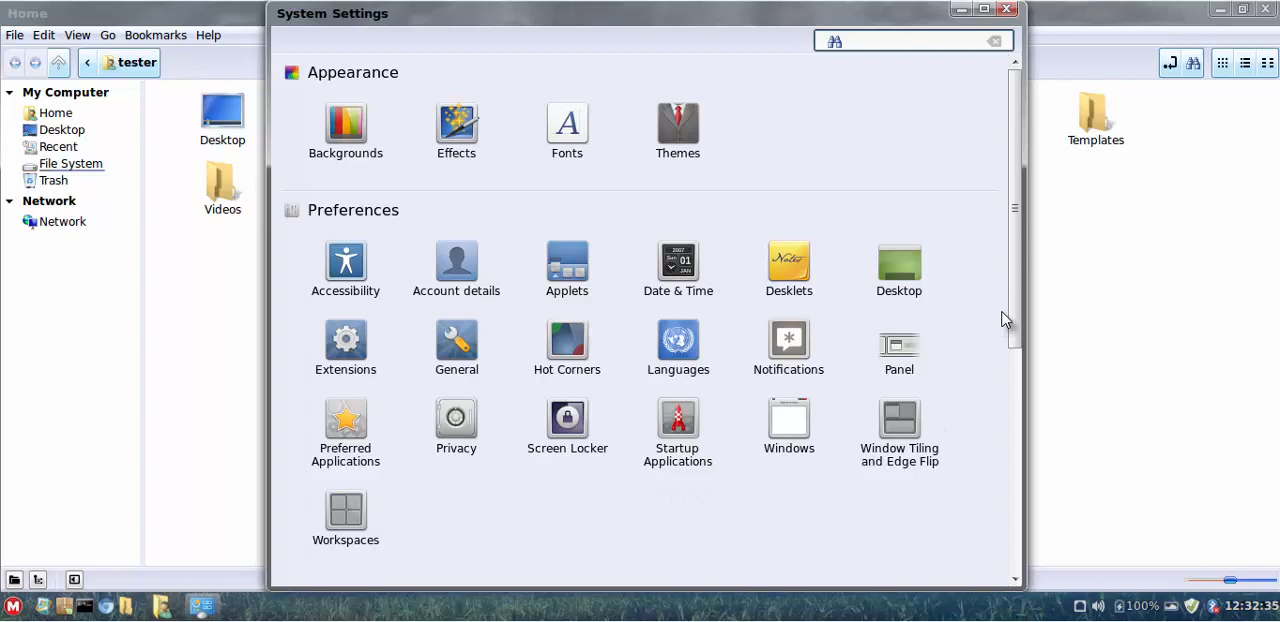 Home
System Settings
File Edit View Go Bookmarks Help
tester
My Computer
Home
Desktop
Recent
File System
Trash
Network
Network
Desktop
Videos
Templates
Appearance
Backgrounds
Effects
Fonts
Themes
Preferences
Accessibility
Account details
Applets
Date & Time
Desklets
Desktop
Extensions
General
Hot Corners
Languages
Notifications
Panel
Preferred
Applications
Privacy
Screen Locker
Startup
Applications
Windows
Window Tiling
and Edge Flip
Workspaces
100%
12:32:35